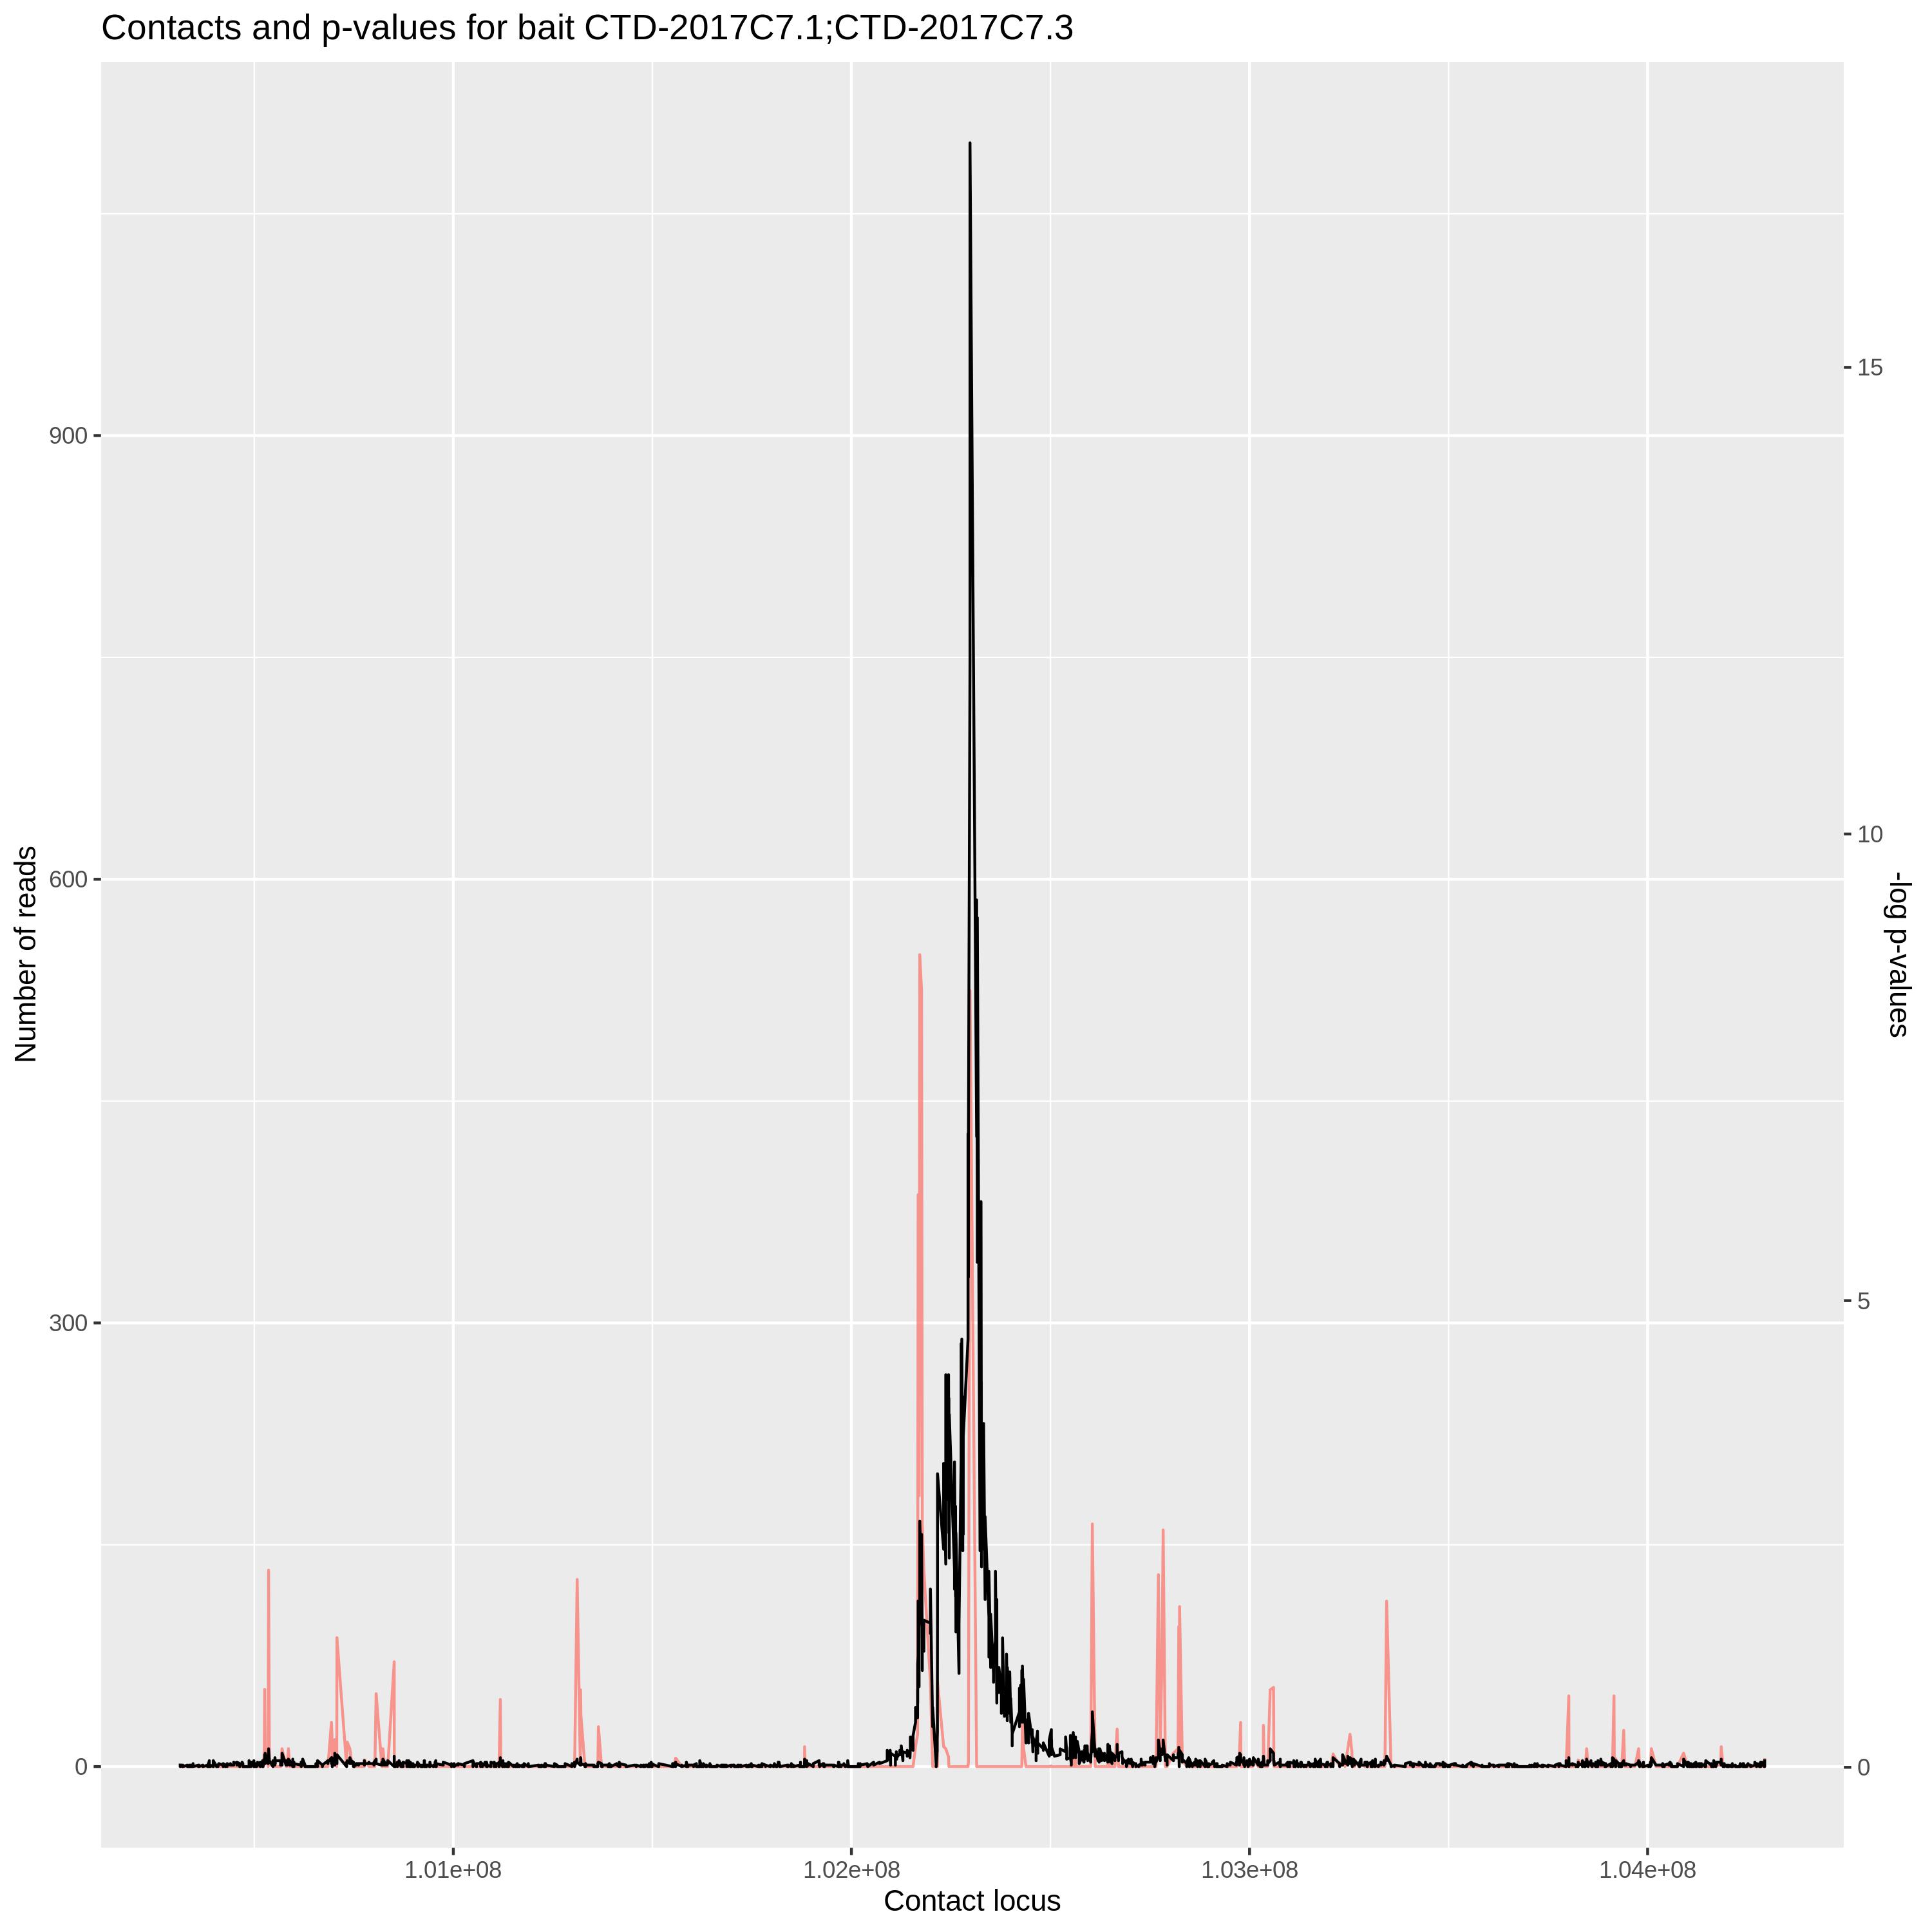 Contacts and p-values for bait CTD-2017C7.1;CTD-2017C7.3
Number of reads
900
600
300
0
15
10
5
0
-log p-values
1.01e+08
1.02e+08
1.03e+08
1.04e+08
Contact locus